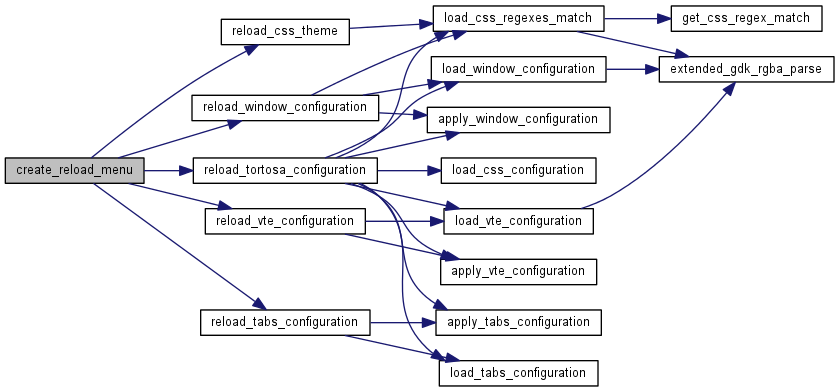 create_reload_menu
reload_css_theme
reload_window_configuration
reload_tortosa_configuration
reload_vte_configuration
reload_tabs_configuration
load_css_regexes_match
load_window_configuration
apply_window_configuration
load_css_configuration
load_vte_configuration
apply_vte_configuration
apply_tabs_configuration
load_tabs_configuration
get_css_regex_match
extended_gdk_rgba_parse